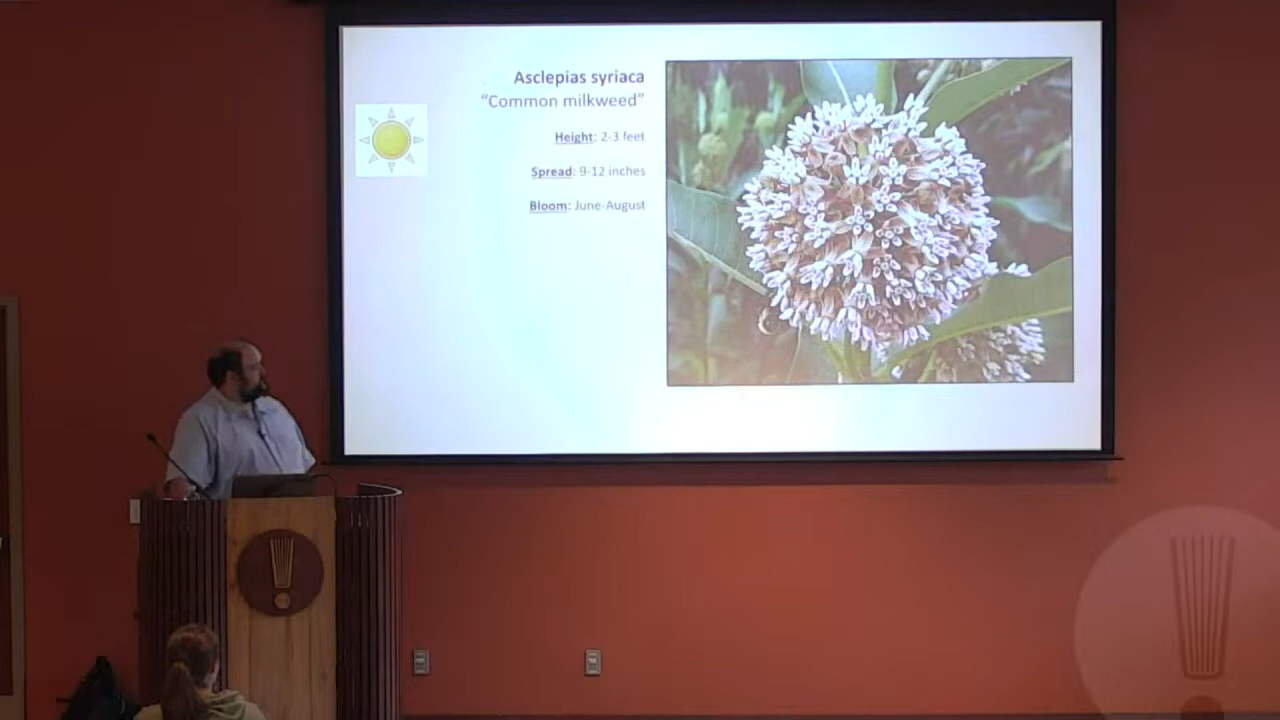 Asclepias syriaca
“Common milkweed”
Height: 2-3 feet
Spread: 9-12 inches
Bloom: June-August